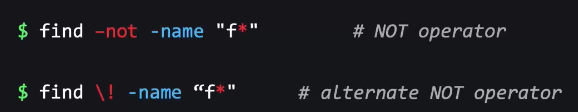 $ find –not -name "f*" # NOT operator
$ find \! -name “f*" # alternate NOT operator